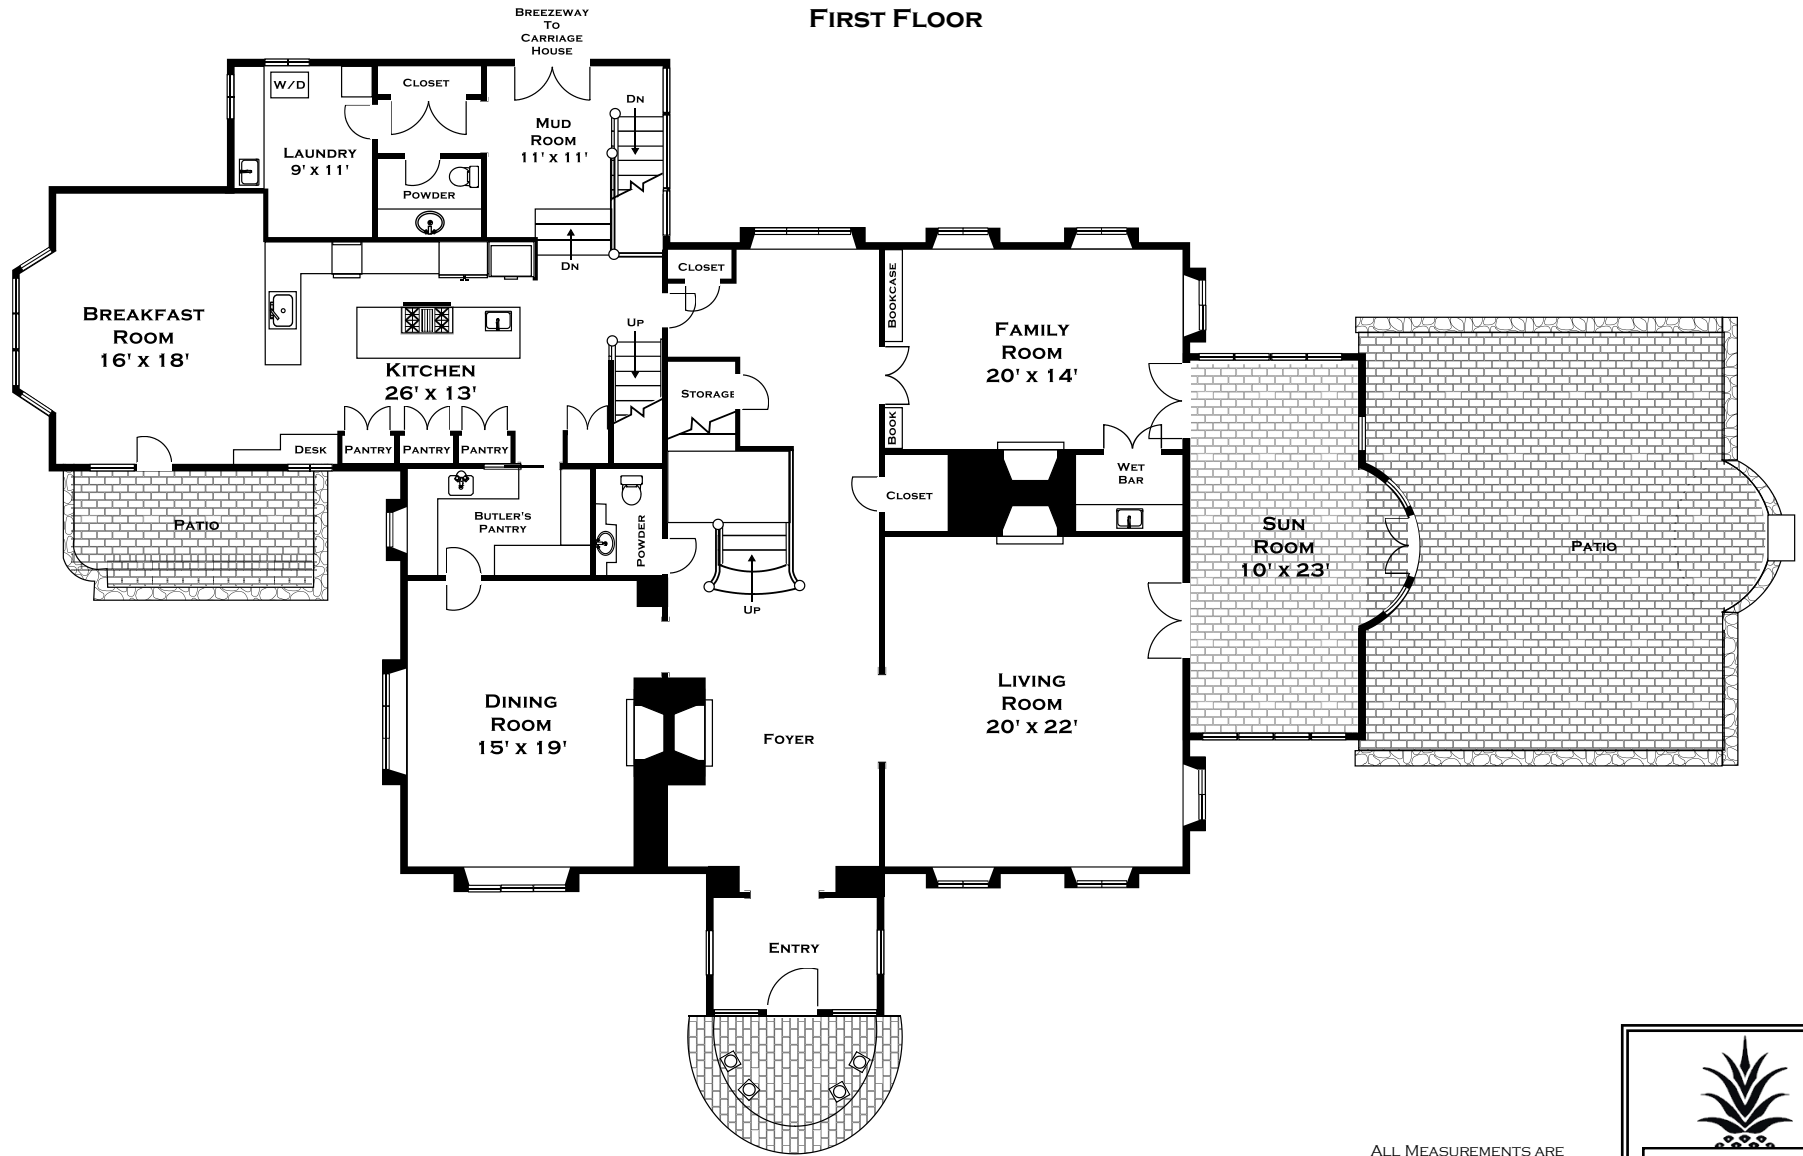 First Floor
Breezeway
To
Carriage
House
W/D
Closet
Dn
Mud
Room
11' x 11'
Laundry
9' x 11'
Powder
Dn
Closet
Breakfast
Room
16' x 18'
Kitchen
26' x 13'
Up
Bookcase
Family
Room
20' x 14'
Storage
Desk
Pantry
Pantry
Pantry
Book
Wet
Bar
Closet
Patio
Butler's
Pantry
Powder
Sun
Room
10' x 23'
Patio
Up
Dining
Room
15' x 19'
Foyer
Living
Room
20' x 22'
Entry
All Measurements are